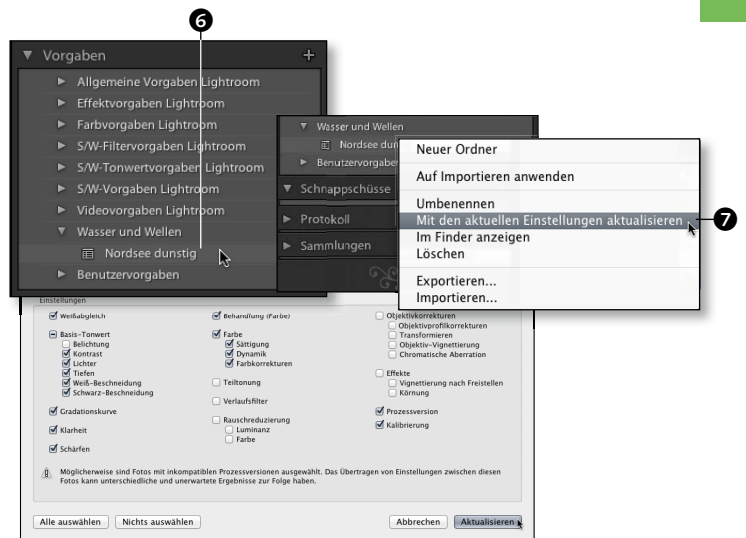 6
Vorgaben +
Allgemeine Vorgaben Lightroom
Effektvorgaben Lightroom
Farbvorgaben Lightroom
S/W-Filtervorgaben Lightroom
S/W-Tonwertvorgaben Lightroom
S/W-Vorgaben Lightroom
Videovorgaben Lightroom
Wasser und Wellen
Nordsee dunstig
Benutzervorgaben
Wasser und Wellen
Nordsee dun
Benutzervorgabe
Schnappschüsse
Protokoll
Sammlungen
Neuer Ordner
Auf Importieren anwenden
Umbenennen
Mit den aktuellen Einstellungen aktualisieren
7
Im Finder anzeigen
Löschen
Exportieren...
Importieren...
Einstellungen
Weißabgleich
Basis-Tonwert
Belichtung
Kontrast
Lichter
Tiefen
Weiß-Beschneidung
Schwarz-Beschneidung
Gradationskurve
Klarheit
Schärfen
Behandlung (Farbe)
Farbe
Sättigung
Dynamik
Farbkorrekturen
Teiltonung
Verlaufsfilter
Rauschreduzierung
Luminanz
Farbe
Objektivkorrekturen
Objektivprofilkorrekturen
Transformieren
Objektiv-Vignettierung
Chromatische Aberration
Effekte
Vignettierung nach Freistellen
Körnung
Prozessversion
Kalibrierung
Möglicherweise sind Fotos mit inkompatiblen Prozessversionen ausgewählt. Das Übertragen von Einstellungen zwischen diesen
Fotos kann unterschiedliche und unerwartete Ergebnisse zur Folge haben.
Alle auswählen Nichts auswählen Abbrechen Aktualisieren